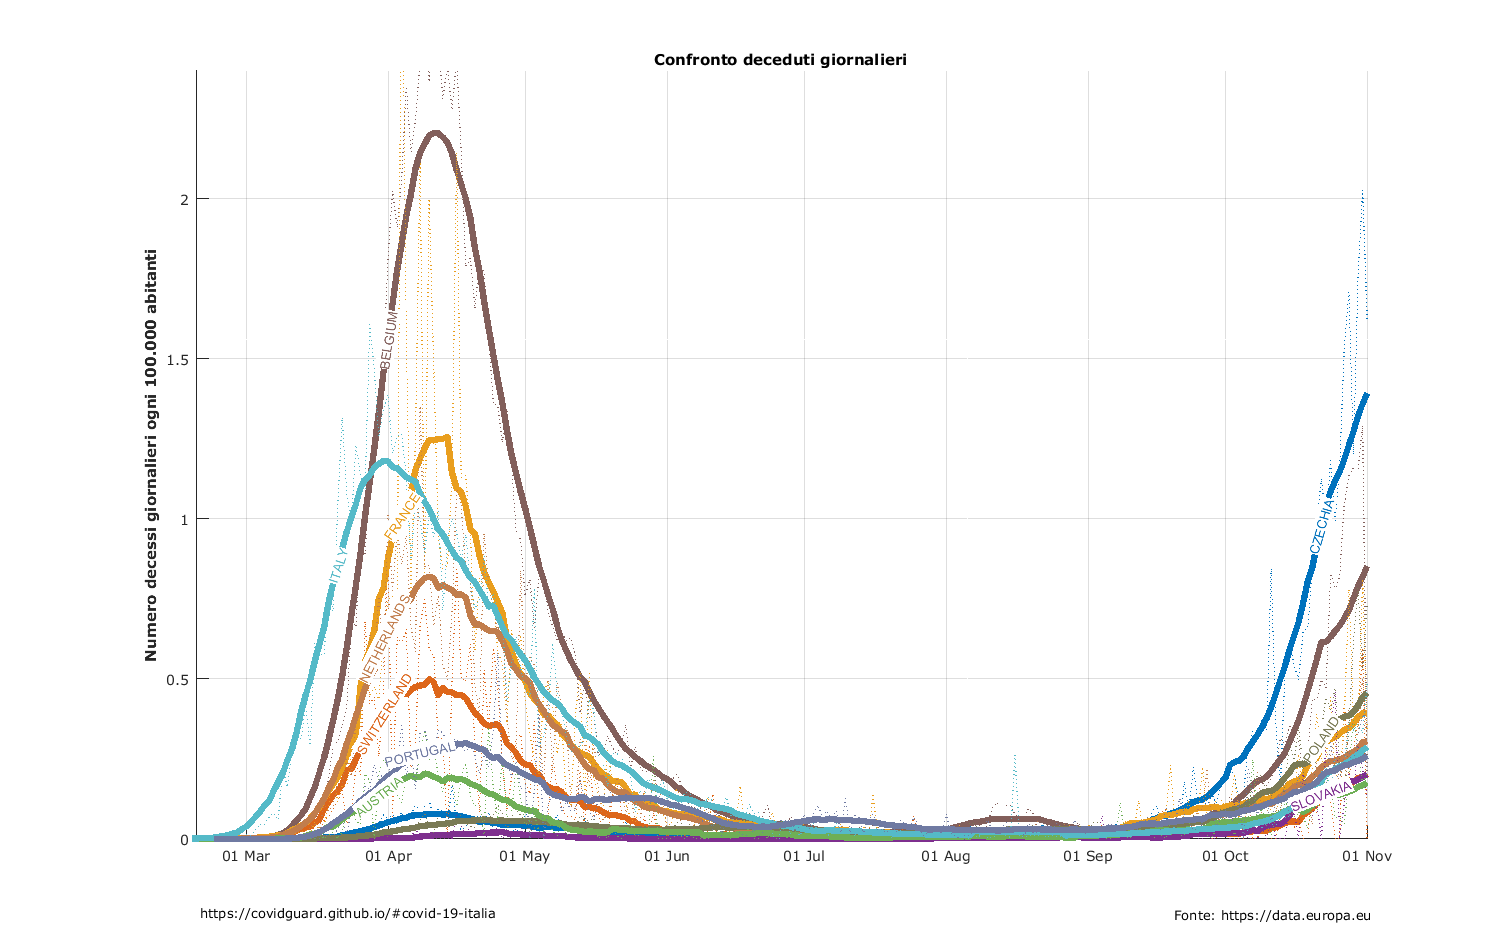 Confronto deceduti giornalieri
Numero decessi giornalieri ogni 100.000 abitanti
2
1.5
1
0.5
0
BELGIUM
FRANCE
ITALY
NETHERLANDS
SWITZERLAND
PORTUGAL
AUSTRIA
CZECHIA
POLAND
SLOVAKIA
01 Mar
01 Apr
01 May
01 Jun
01 Jul
01 Aug
01 Sep
01 Oct
01 Nov
https://covidguard.github.io/#covid-19-italia
Fonte: https://data.europa.eu